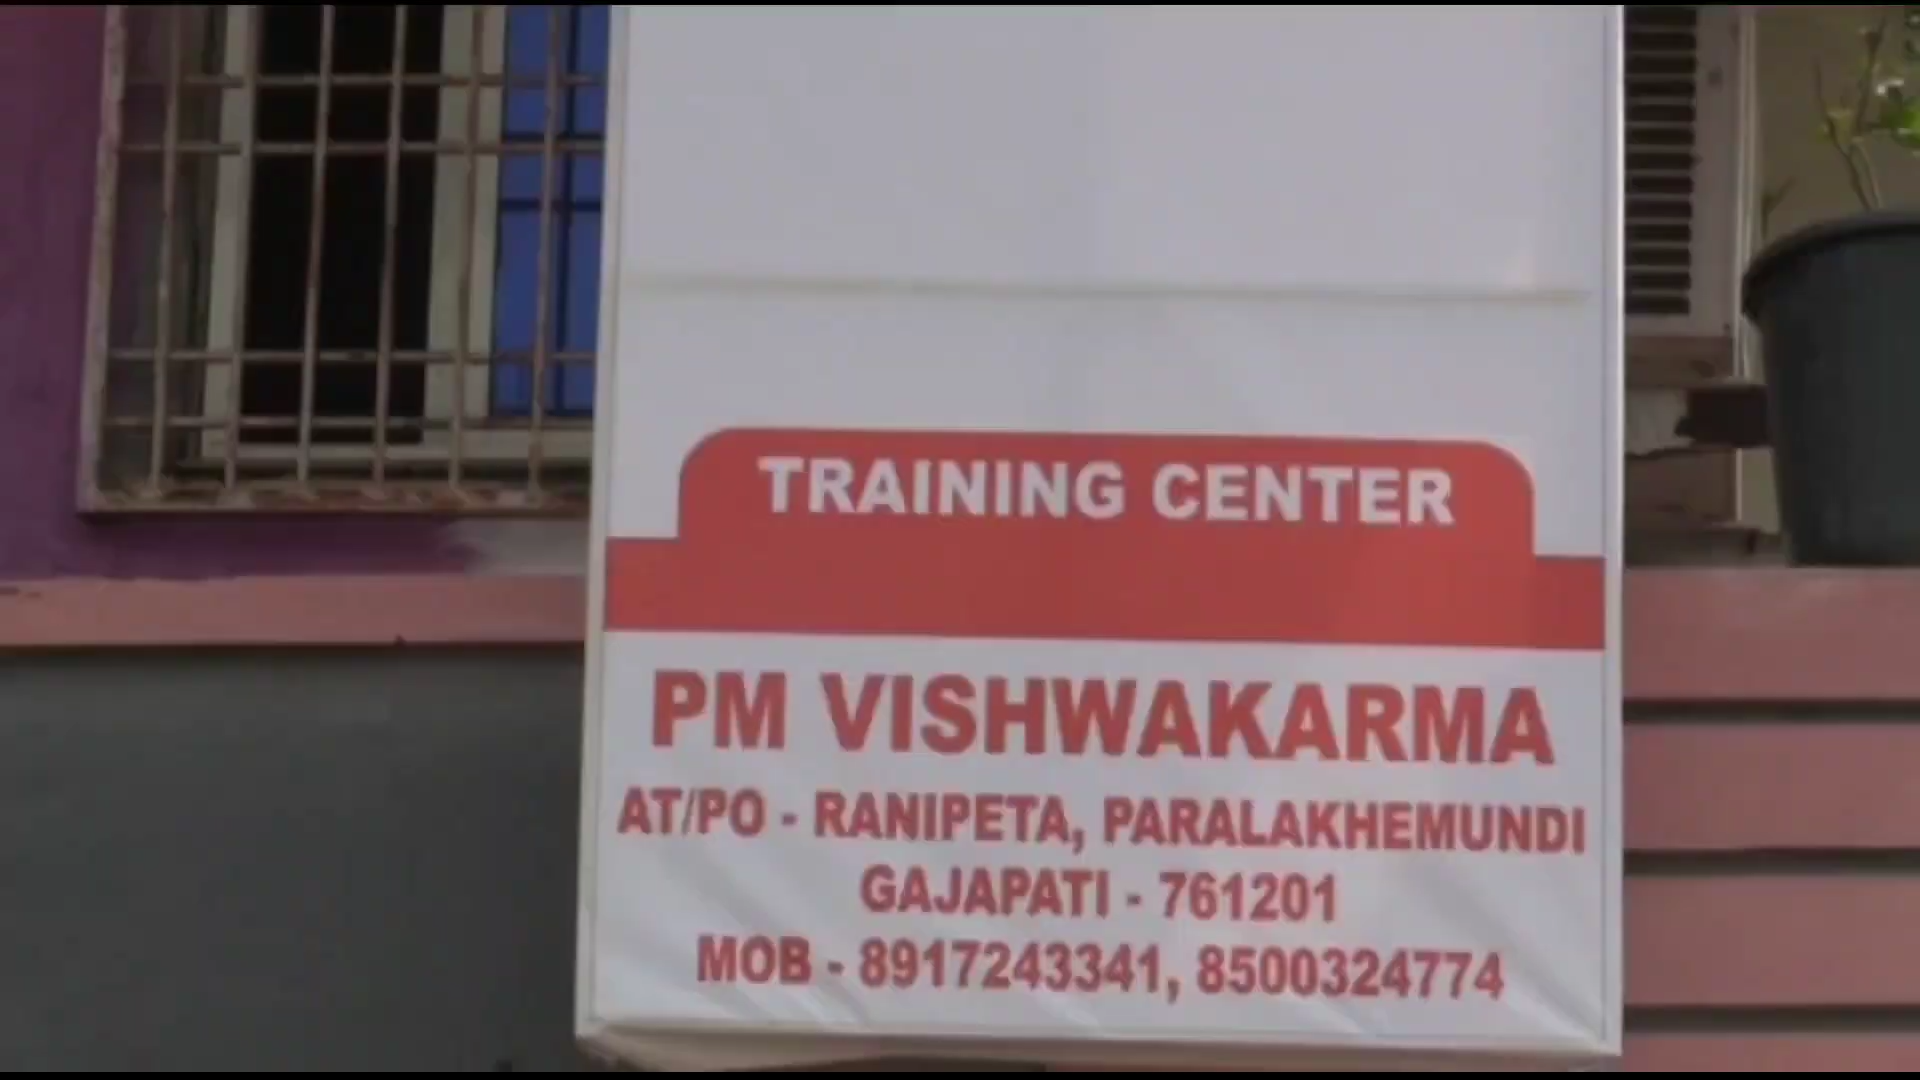 TRAINING CENTER
PM VISHWAKARMA
AT/PO - RANIPETA, PARALAKHEMUNDI
GAJAPATI - 761201
MOB - 8917243341, 8500324774